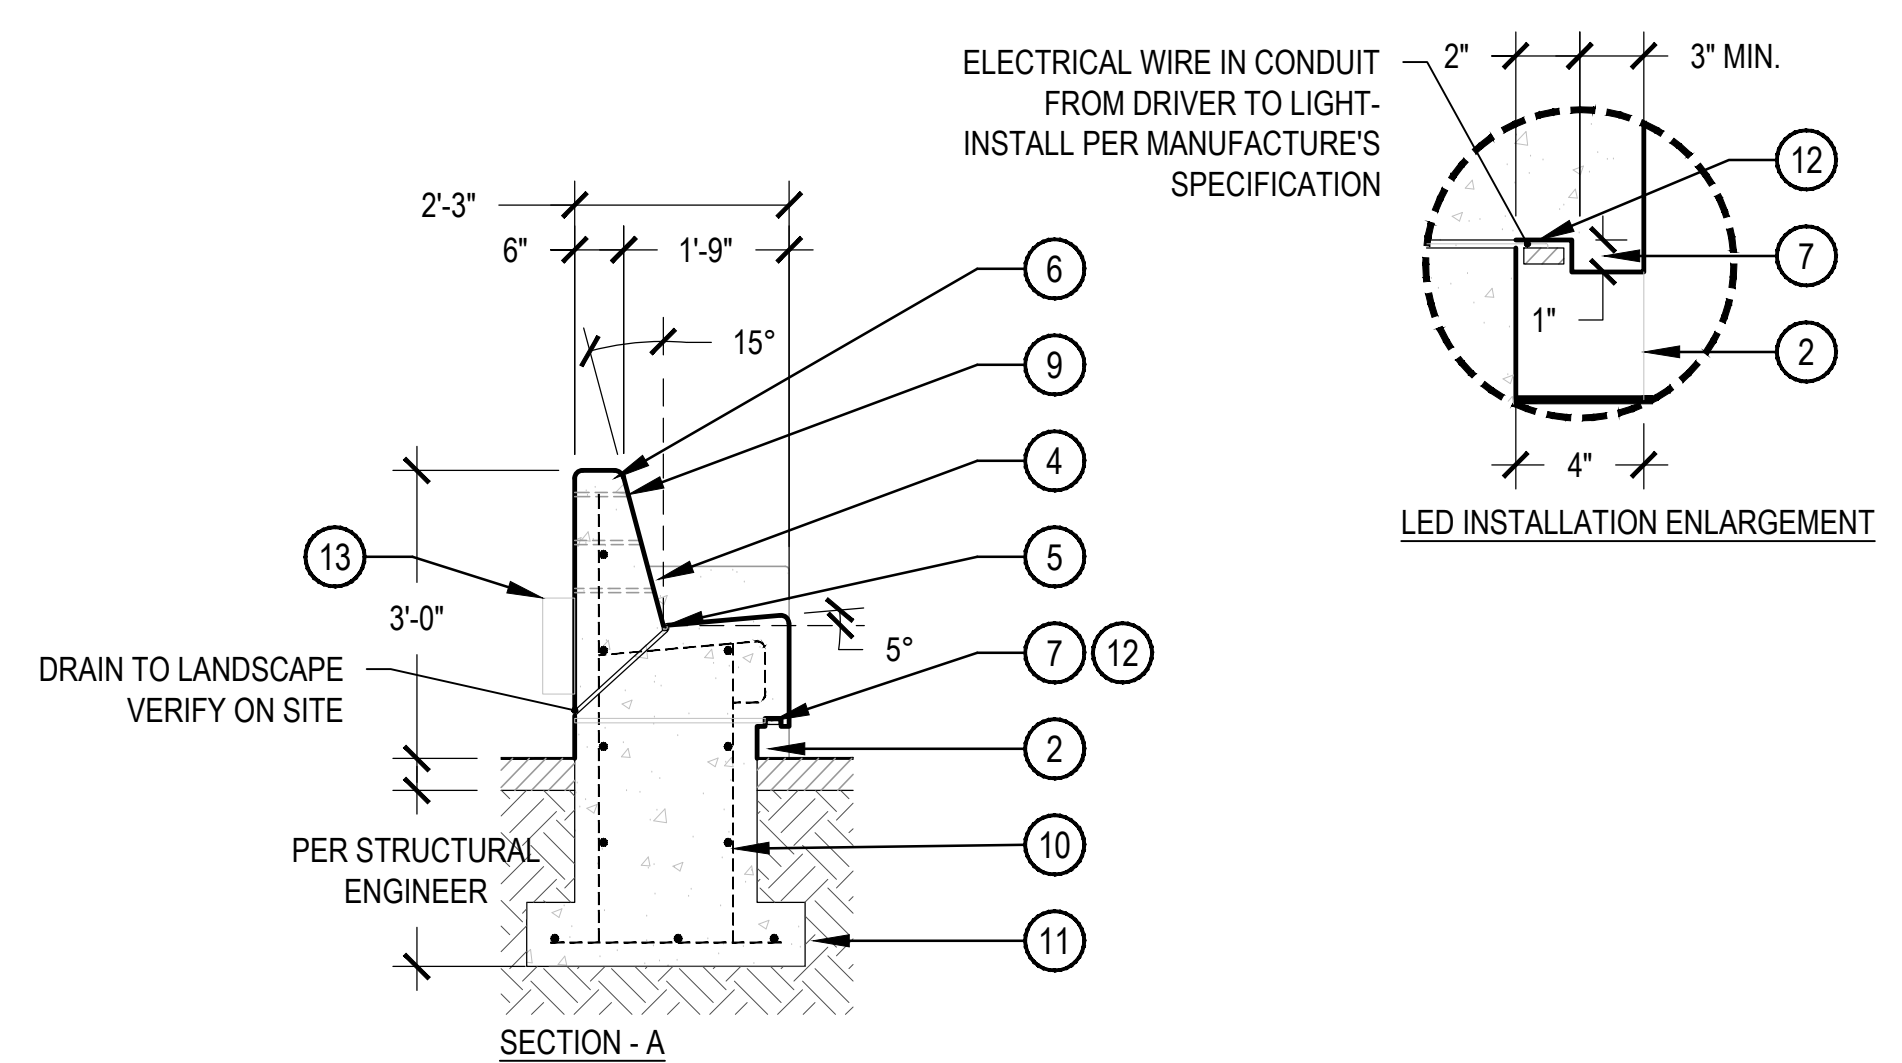 ELECTRICAL WIRE IN CONDUIT
FROM DRIVER TO LIGHT-
INSTALL PER MANUFACTURE'S
SPECIFICATION
2"
3" MIN.
12
7
1"
2
4"
LED INSTALLATION ENLARGEMENT
2'-3"
6"
1'-9"
15°
6
9
4
13
5
3'-0"
5°
7
12
DRAIN TO LANDSCAPE
VERIFY ON SITE
2
PER STRUCTURAL
ENGINEER
10
11
SECTION - A